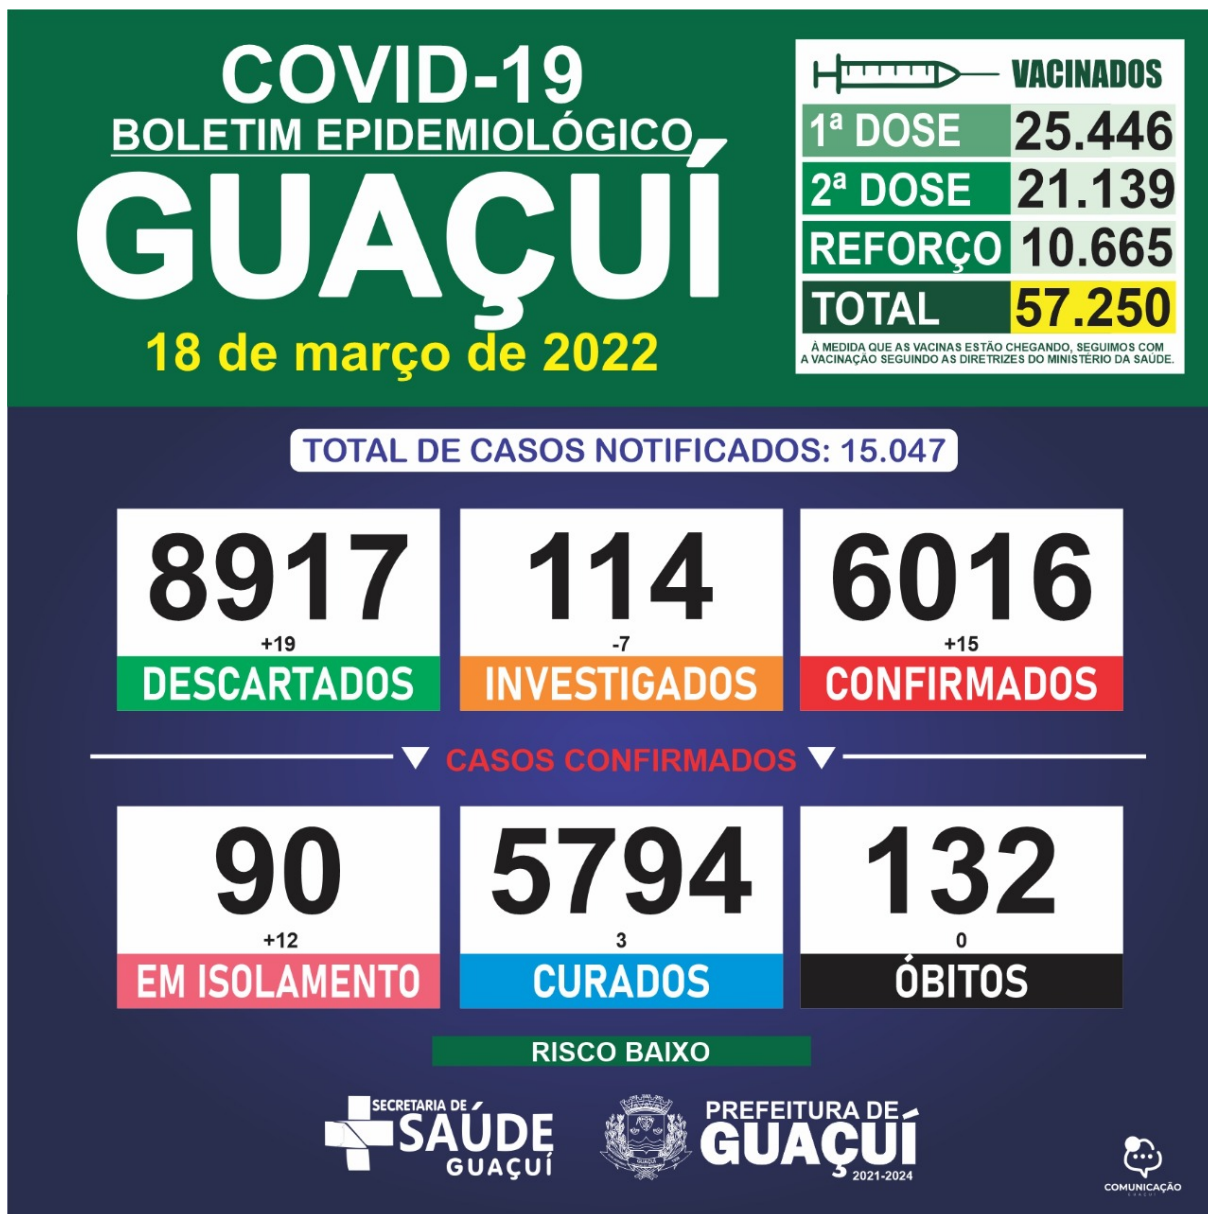 COVID-19
BOLETIM EPIDEMIOLÓGICO
GUAÇUÍ
18 de março de 2022
VACINADOS
1ª DOSE 25.446
2ª DOSE 21.139
REFORÇO 10.665
TOTAL 57.250
À MEDIDA QUE AS VACINAS ESTÃO CHEGANDO, SEGUIMOS COM
A VACINAÇÃO SEGUINDO AS DIRETRIZES DO MINISTÉRIO DA SAÚDE.
TOTAL DE CASOS NOTIFICADOS: 15.047
8917
+19
DESCARTADOS
114
-7
INVESTIGADOS
6016
+15
CONFIRMADOS
CASOS CONFIRMADOS
90
+12
EM ISOLAMENTO
5794
3
CURADOS
132
0
ÓBITOS
RISCO BAIXO
SECRETARIA DE
SAÚDE
GUAÇUÍ
PREFEITURA DE
GUAÇUÍ
2021-2024
COMUNICAÇÃO